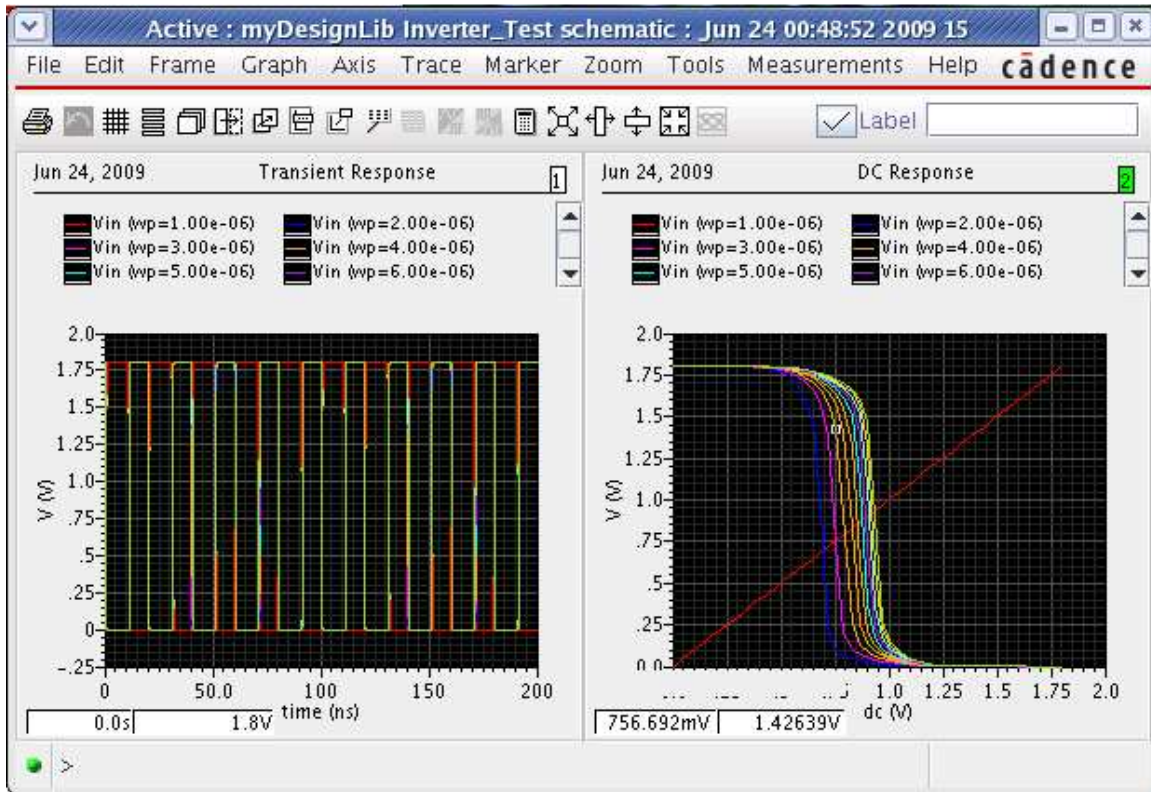 Active : myDesignLib Inverter_Test schematic : Jun 24 00:48:52 2009 15
File Edit Frame Graph Axis Trace Marker Zoom Tools Measurements Help cādence
Label
Jun 24, 2009 Transient Response 1
Vin (wp=1.00e-06) Vin (wp=2.00e-06)
Vin (wp=3.00e-06) Vin (wp=4.00e-06)
Vin (wp=5.00e-06) Vin (wp=6.00e-06)
2.0
1.75
1.5
1.25
1.0
.75
.5
.25
0
-.25
V (V)
0 50.0 100 150 200
time (ns)
0.0s 1.8V
Jun 24, 2009 DC Response 2
Vin (wp=1.00e-06) Vin (wp=2.00e-06)
Vin (wp=3.00e-06) Vin (wp=4.00e-06)
Vin (wp=5.00e-06) Vin (wp=6.00e-06)
2.0
1.75
1.5
1.25
1.0
.75
.5
.25
0.0
V (V)
1.0 1.25 1.5 1.75 2.0
dc (V)
756.692mV 1.42639V
>